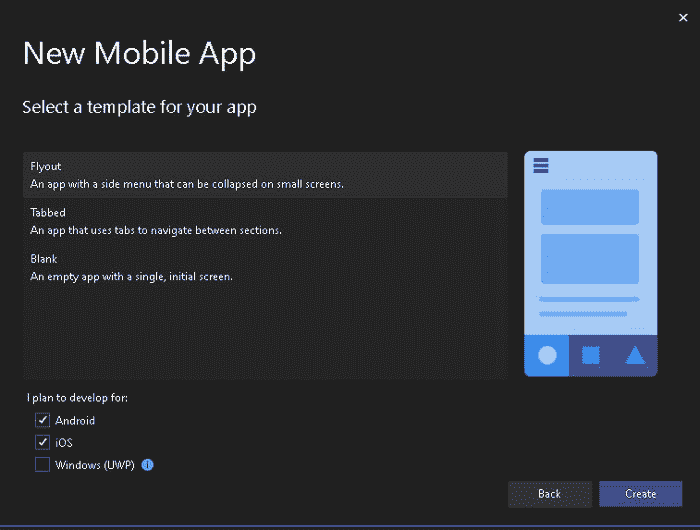 New Mobile App
Select a template for your app
Flyout
An app with a side menu that can be collapsed on small screens.
Tabbed
An app that uses tabs to navigate between sections.
Blank
An empty app with a single, initial screen.
I plan to develop for:
Android
iOS
Windows (UWP)
Back
Create